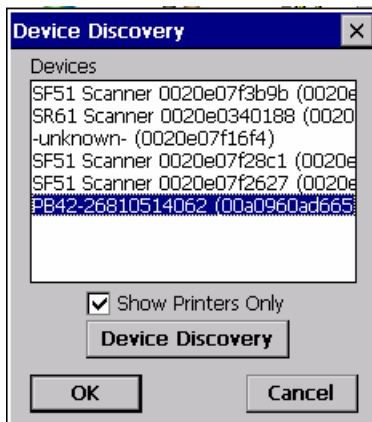 Device Discovery
Devices
SF51 Scanner 0020e07f3b9b (0020e
SR61 Scanner 0020e0340188 (0020
-unknown- (0020e07f16f4)
SF51 Scanner 0020e07f28c1 (0020e
SF51 Scanner 0020e07f2627 (0020e
PB42-26810514062 (00a0960ad665
Show Printers Only
Device Discovery
OK
Cancel